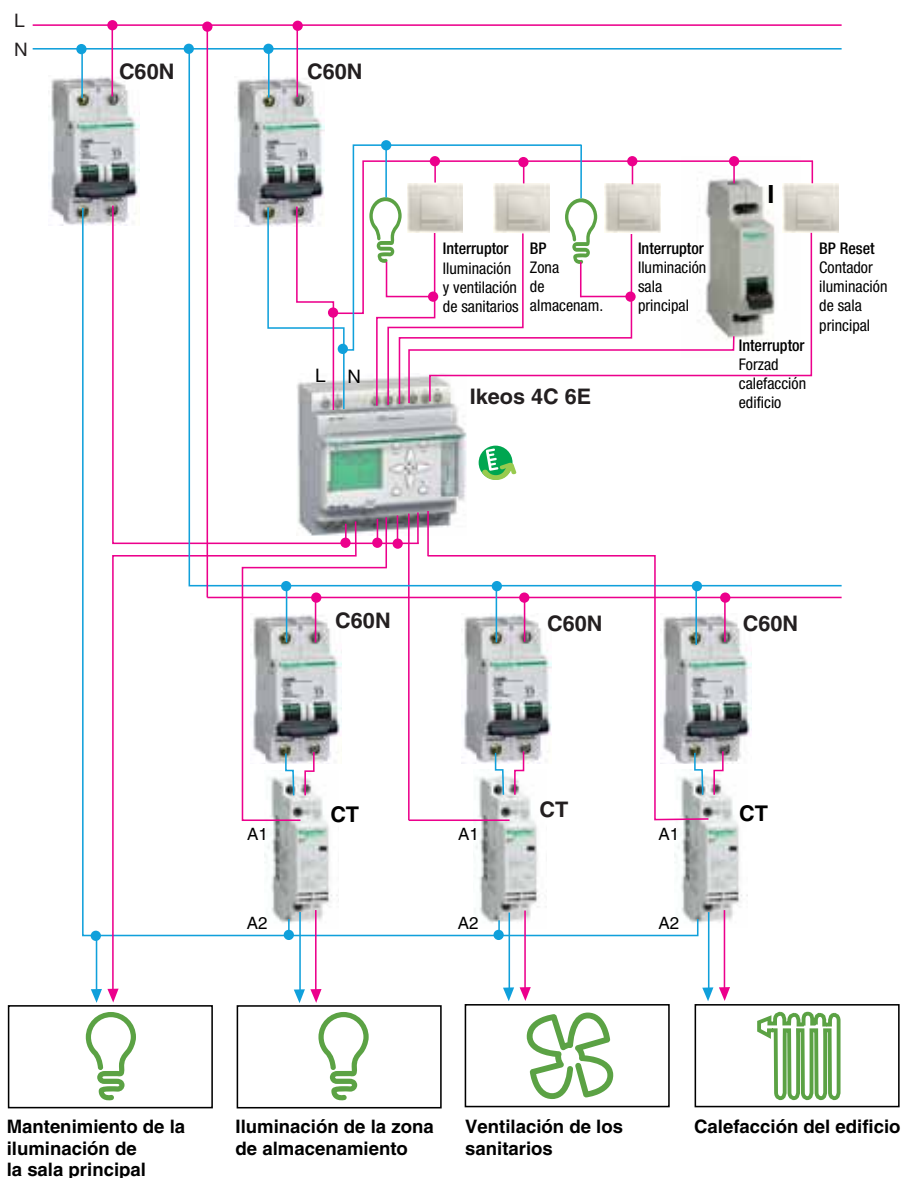 L
N
C60N
C60N
I
Interruptor
Iluminación
y ventilación
de sanitarios
BP
Zona
de
almacenam.
Interruptor
Iluminación
sala
principal
BP Reset
Contador
iluminación
de sala
principal
Interruptor
Forzad
calefacción
edificio
L
N
Ikeos 4C 6E
C60N
C60N
C60N
CT
CT
CT
A1
A1
A1
A2
A2
A2
Mantenimiento de la
iluminación de
la sala principal
Iluminación de la zona
de almacenamiento
Ventilación de los
sanitarios
Calefacción del edificio